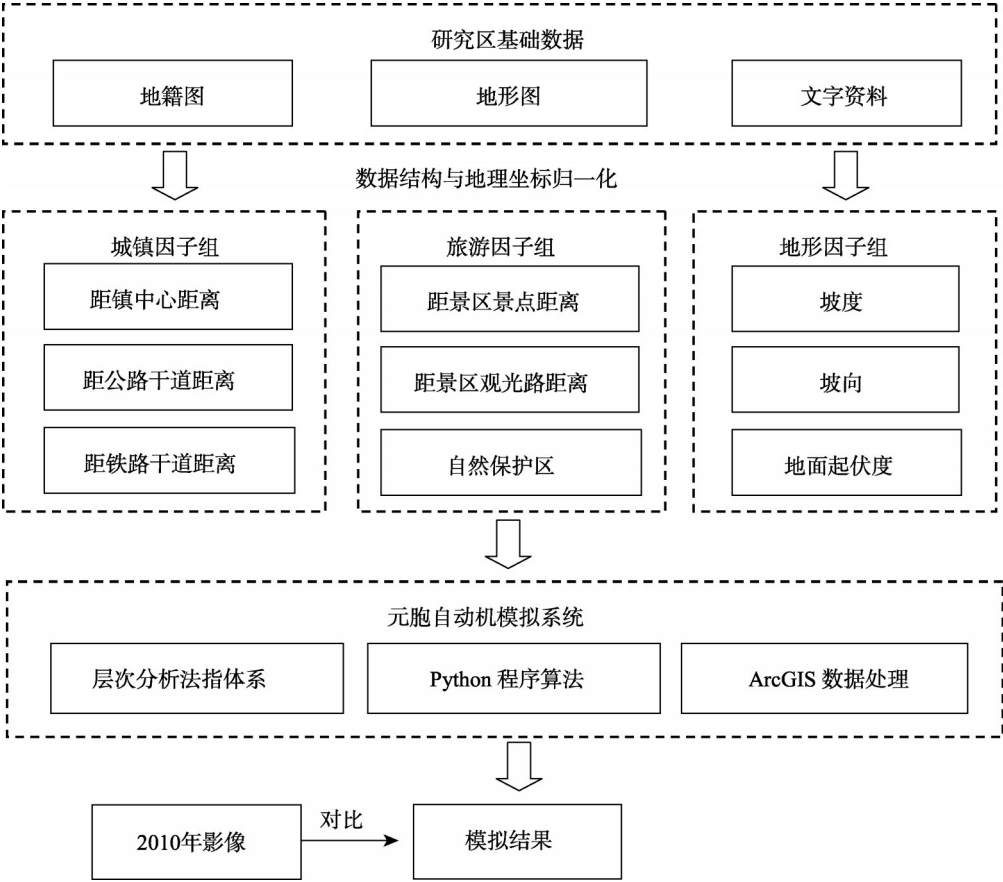 研究区基础数据
地籍图
地形图
文字资料
数据结构与地理坐标归一化
城镇因子组
距镇中心距离
距公路干道距离
距铁路干道距离
旅游因子组
距景区景点距离
距景区观光路距离
自然保护区
地形因子组
坡度
坡向
地面起伏度
元胞自动机模拟系统
层次分析法指体系
Python 程序算法
ArcGIS 数据处理
2010年影像
对比
模拟结果